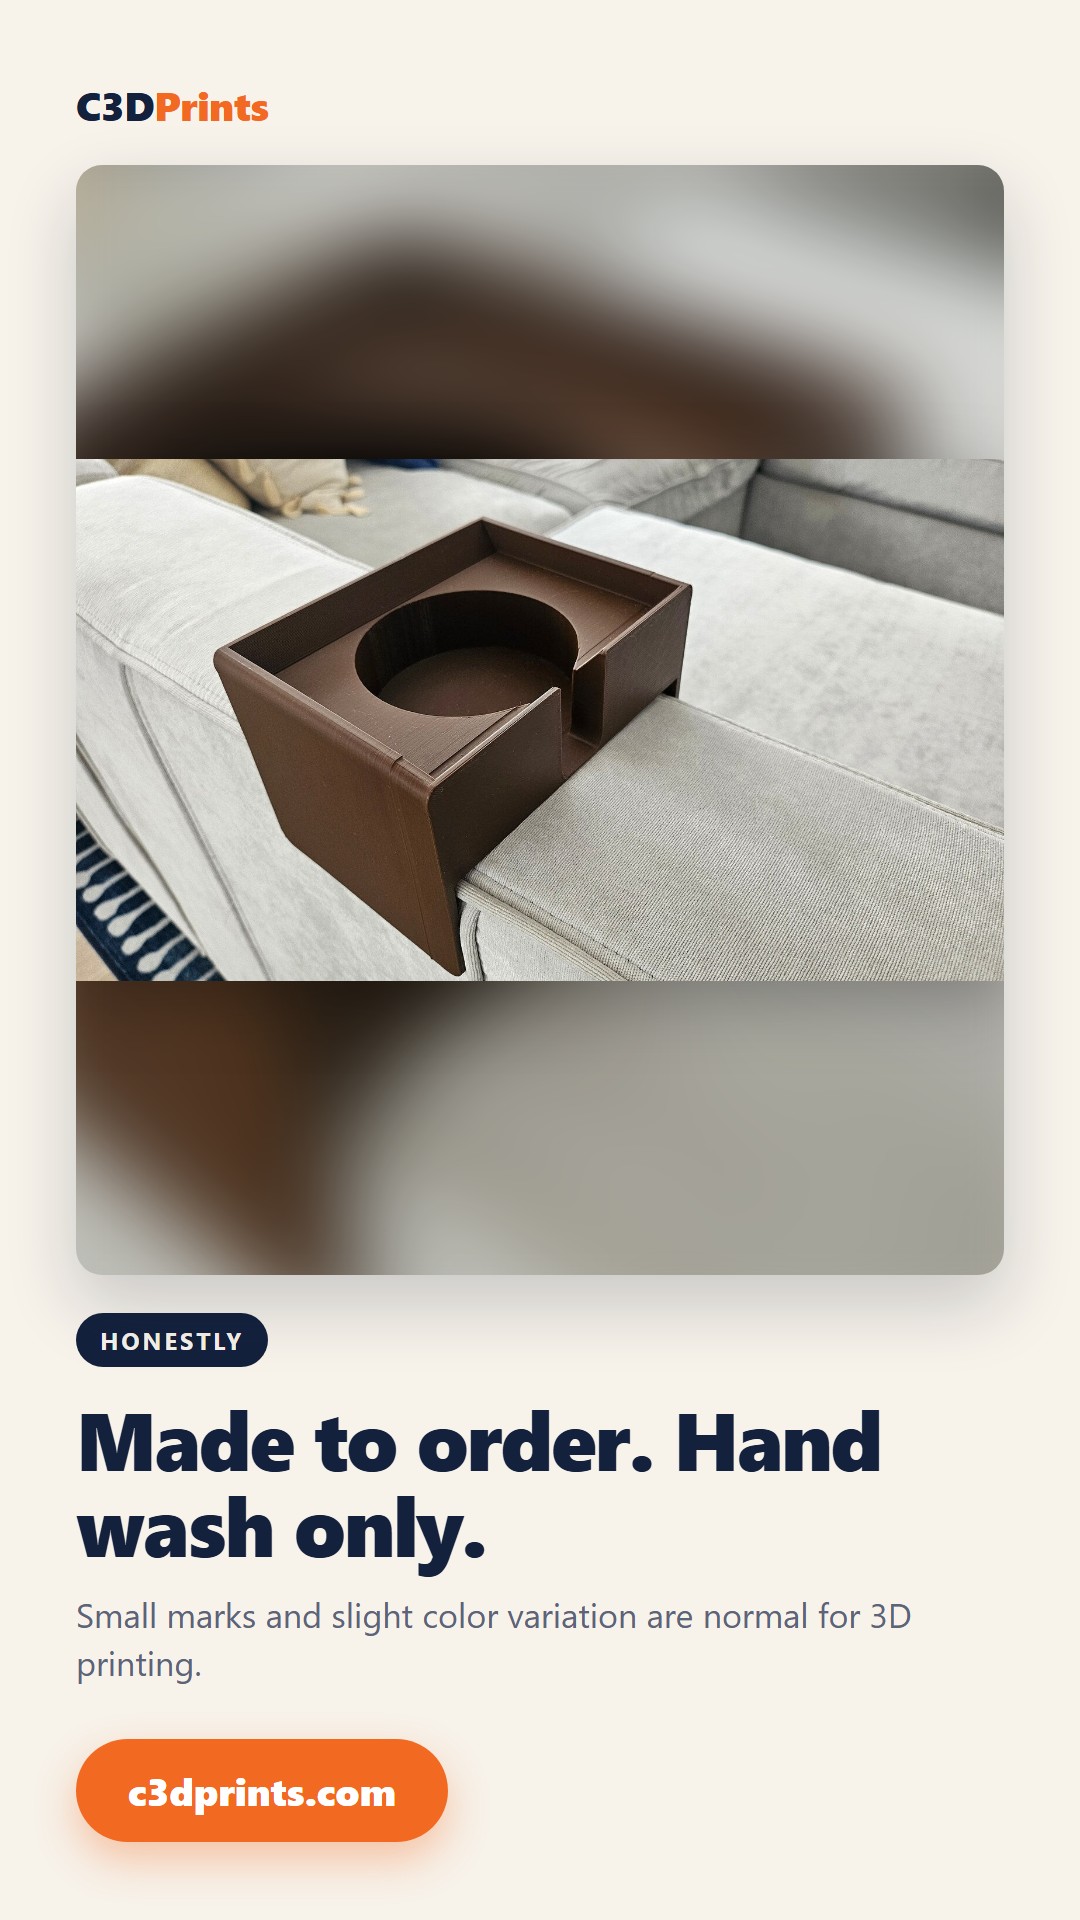 C3DPrints
HONESTLY
Made to order. Hand
wash only.
Small marks and slight color variation are normal for 3D
printing.
c3dprints.com